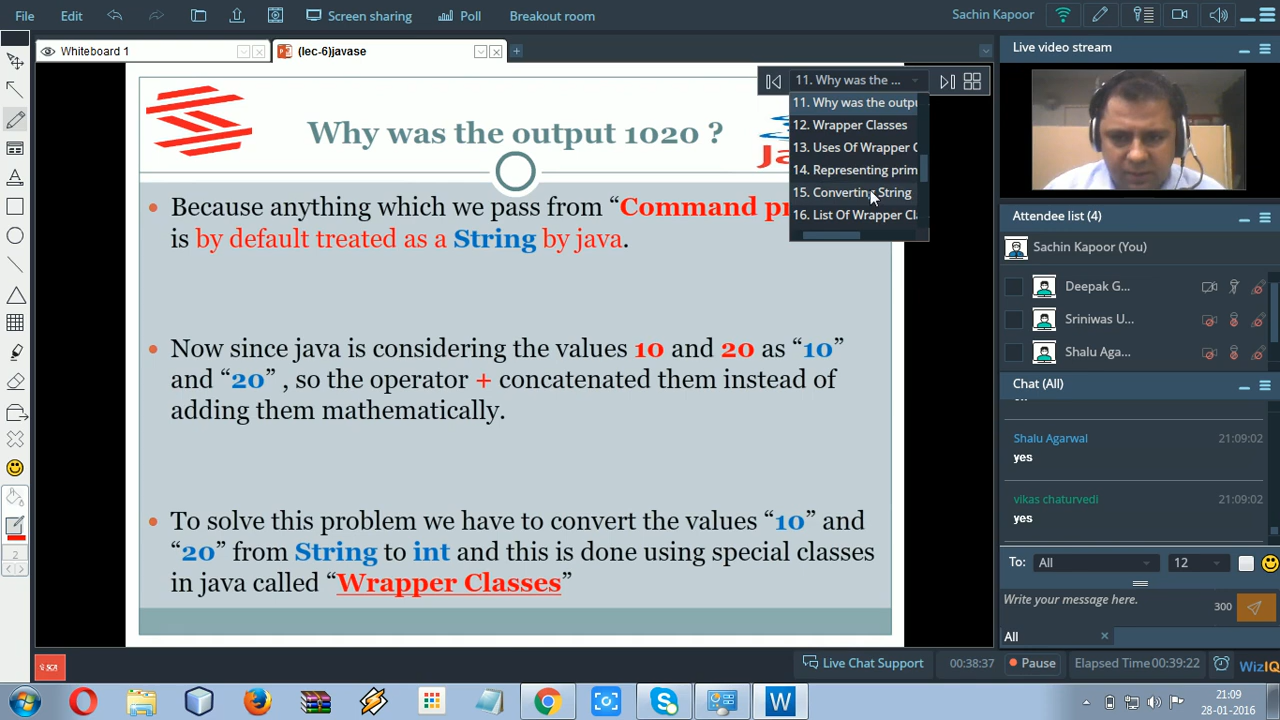 File Edit Screen sharing Poll Breakout room Sachin Kapoor
Whiteboard 1 (lec-6)javase
Live video stream
11. Why was the ...
11. Why was the outpu
12. Wrapper Classes
13. Uses Of Wrapper C
14. Representing prim
15. Converting String
16. List Of Wrapper Cl
Why was the output 1020 ?
Because anything which we pass from “Command p
is by default treated as a String by java.
Now since java is considering the values 10 and 20 as “10”
and “20” , so the operator + concatenated them instead of
adding them mathematically.
To solve this problem we have to convert the values “10” and
“20” from String to int and this is done using special classes
in java called “Wrapper Classes”
Attendee list (4)
Sachin Kapoor (You)
Deepak G...
Sriniwas U...
Shalu Aga...
Chat (All)
Shalu Agarwal 21:09:02
yes
vikas chaturvedi 21:09:02
yes
To: All 12
Write your message here. 300
All
2
Live Chat Support 00:38:37 Pause Elapsed Time 00:39:22 WizIQ
21:09
28-01-2016